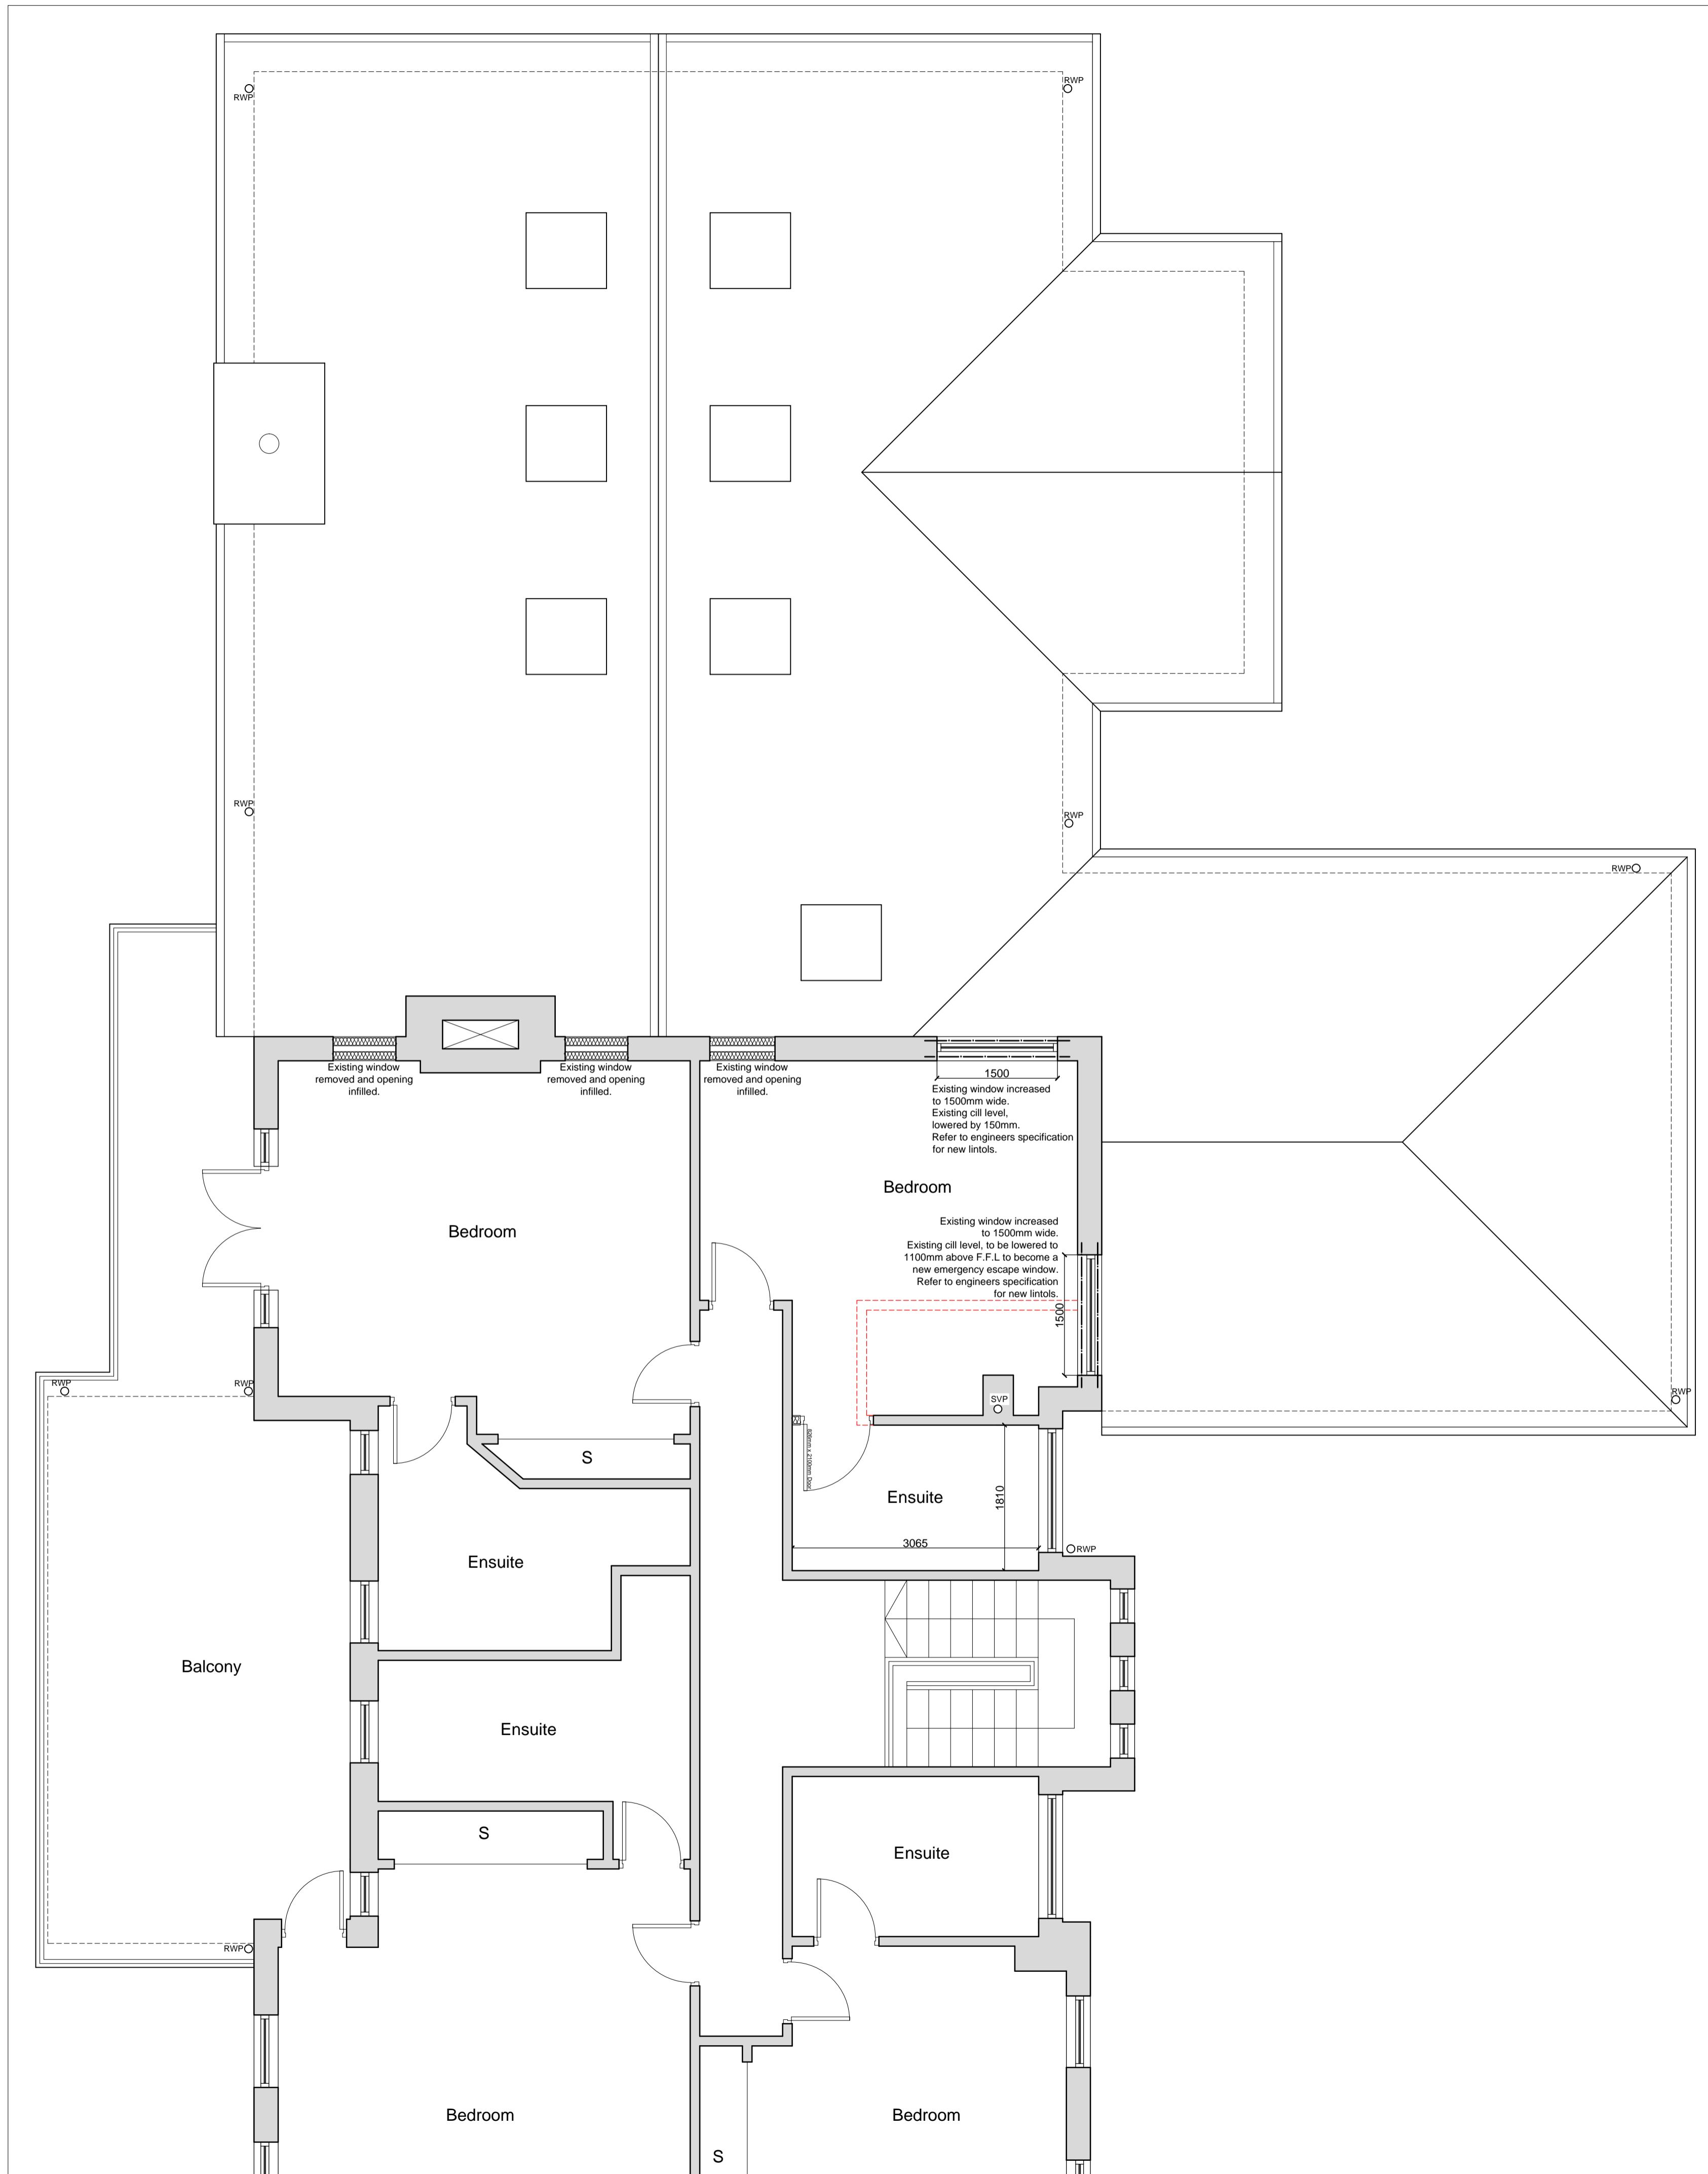 RWP
RWP
RWP
RWP
RWP
Existing window
removed and opening
infilled.
Existing window
removed and opening
infilled.
Existing window
removed and opening
infilled.
1500
Existing window increased
to 1500mm wide.
Existing cill level,
lowered by 150mm.
Refer to engineers specification
for new lintols.
Bedroom
Bedroom
Existing window increased
to 1500mm wide.
Existing cill level, to be lowered to
1100mm above F.F.L to become a
new emergency escape window.
Refer to engineers specification
for new lintols.
1500
RWP
RWP
SVP
RWP
S
826mm x 2100mm Door
Ensuite
1810
3065
RWP
Ensuite
Balcony
Ensuite
S
Ensuite
RWP
Bedroom
Bedroom
S